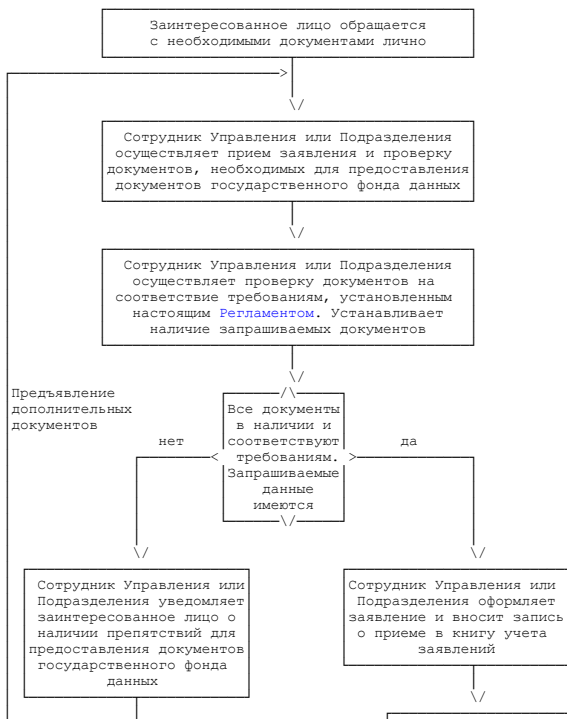 Заинтересованное лицо обращается
с необходимыми документами лично
Сотрудник Управления или Подразделения
осуществляет прием заявления и проверку
документов, необходимых для предоставления
документов государственного фонда данных
Сотрудник Управления или Подразделения
осуществляет проверку документов на
соответствие требованиям, установленным
настоящим Регламентом. Устанавливает
наличие запрашиваемых документов
Предъявление
дополнительных
документов
Все документы
в наличии и
соответствуют
требованиям.
Запрашиваемые
данные
имеются
нет
да
Сотрудник Управления или
Подразделения уведомляет
заинтересованное лицо о
наличии препятствий для
предоставления документов
государственного фонда
данных
Сотрудник Управления или
Подразделения оформляет
заявление и вносит запись
о приеме в книгу учета
заявлений